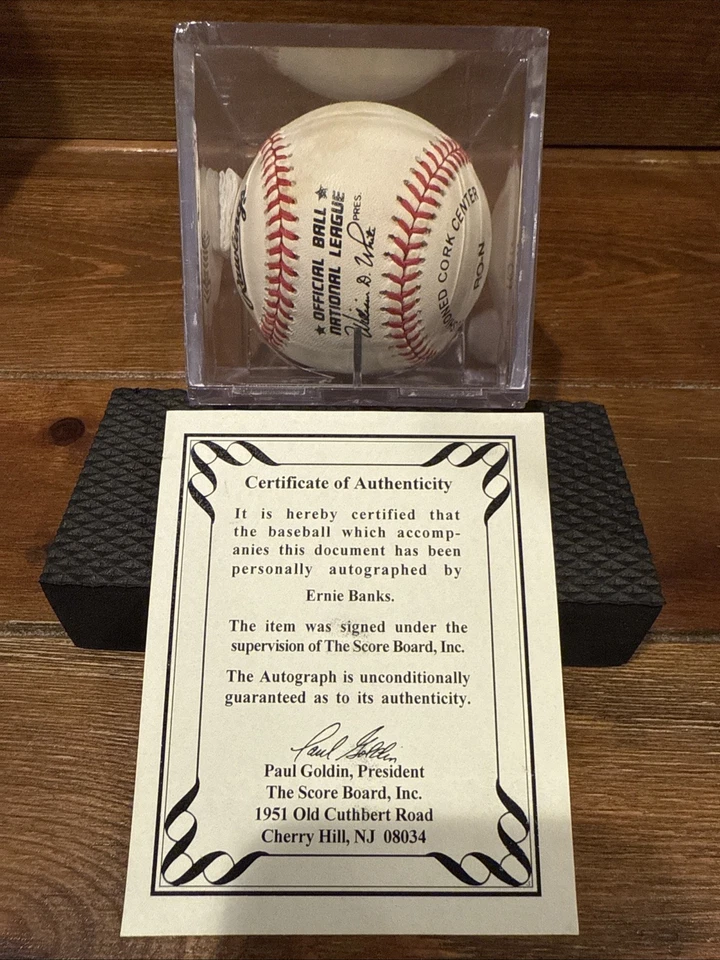 Rawlings
★ OFFICIAL BALL ★
★ NATIONAL LEAGUE
William D. White PRES.
CORK CENTER
RO-N
Certificate of Authenticity
It is hereby certified that
the baseball which accomp-
anies this document has been
personally autographed by
Ernie Banks.
The item was signed under the
supervision of The Score Board, Inc.
The Autograph is unconditionally
guaranteed as to its authenticity.
Paul Goldin
Paul Goldin, President
The Score Board, Inc.
1951 Old Cuthbert Road
Cherry Hill, NJ 08034